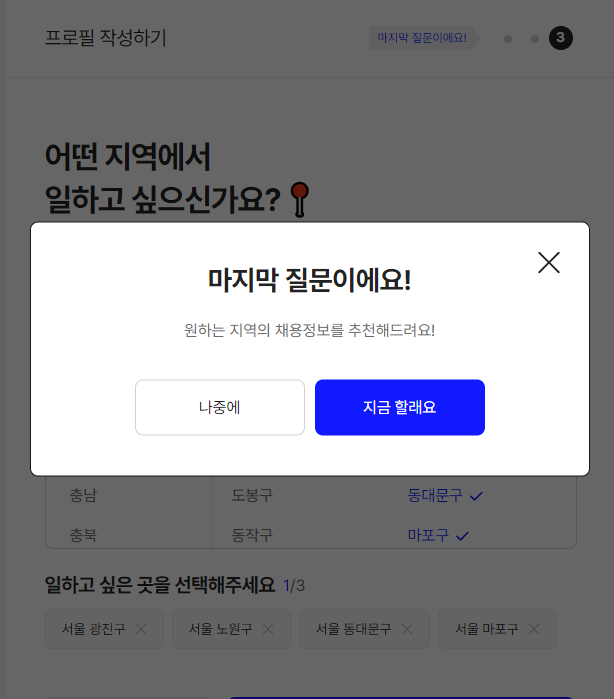 프로필 작성하기
마지막 질문이에요!
3
어떤 지역에서
일하고 싶으신가요?
마지막 질문이에요!
원하는 지역의 채용정보를 추천해드려요!
나중에
지금 할래요
충남 도봉구 동대문구
충북 동작구 마포구
일하고 싶은 곳을 선택해주세요 1/3
서울 광진구 서울 노원구 서울 동대문구 서울 마포구